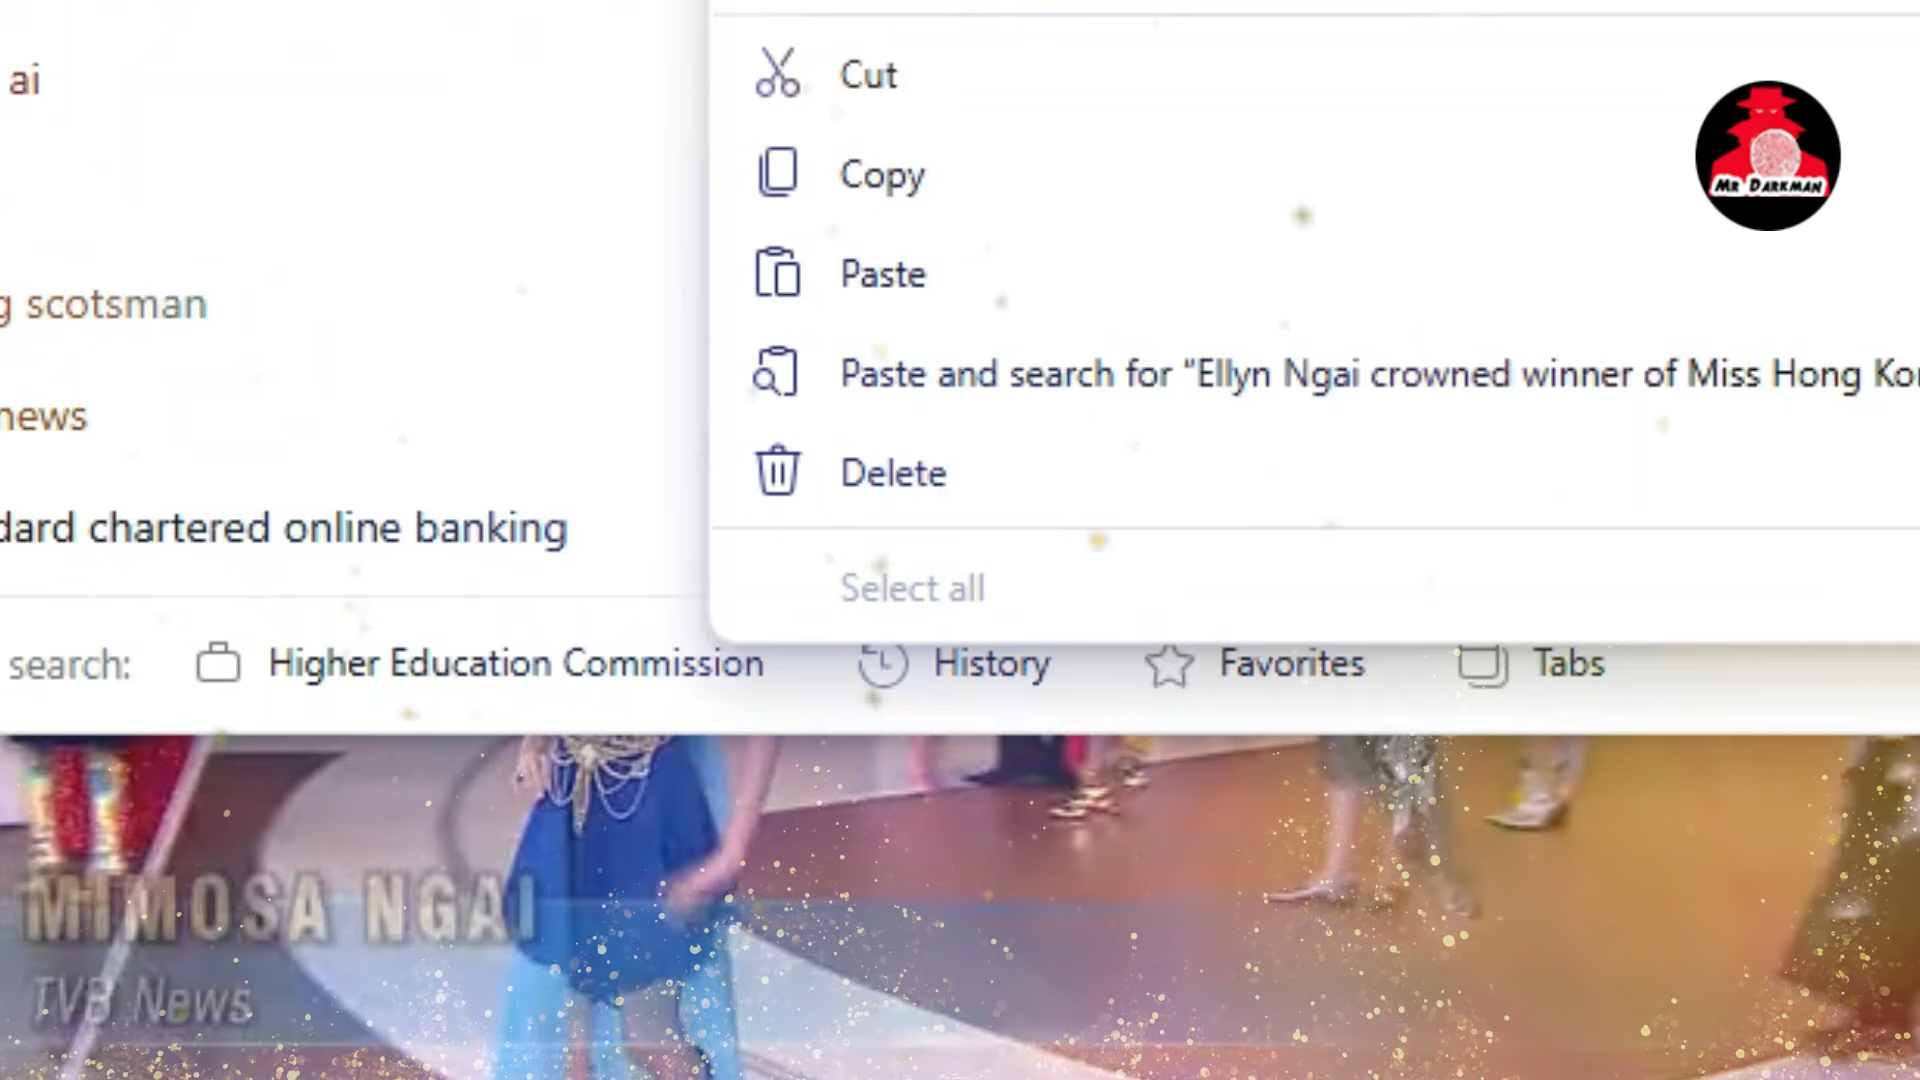 ai
Cut
MR DARKMAN
Copy
Paste
g scotsman
Paste and search for “Ellyn Ngai crowned winner of Miss Hong Kon
news
Delete
dard chartered online banking
Select all
search:
Higher Education Commission
History
Favorites
Tabs
MIMOSA NGAI
TVB News